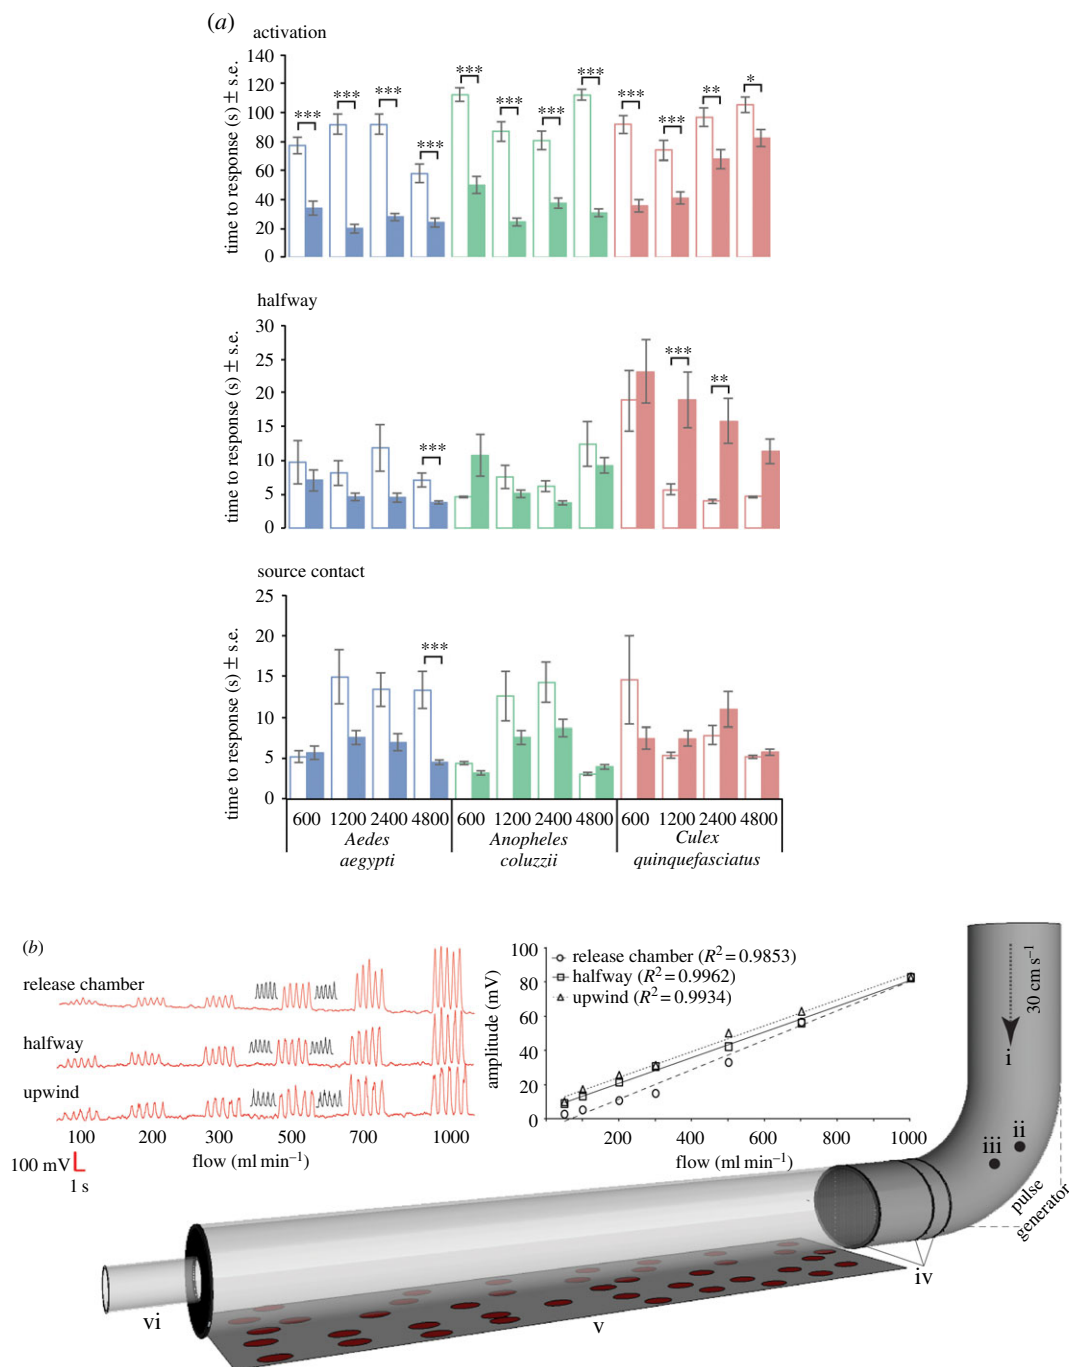 (a)
activation
time to response (s) ± s.e.
140
120
100
80
60
40
20
0
***
***
***
***
***
***
***
***
***
***
**
*
halfway
time to response (s) ± s.e.
30
25
20
15
10
5
0
***
***
**
source contact
time to response (s) ± s.e.
25
20
15
10
5
0
***
600 1200 2400 4800 600 1200 2400 4800 600 1200 2400 4800
Aedes aegypti
Anopheles coluzzii
Culex quinquefasciatus
(b)
release chamber
halfway
upwind
100 200 300 500 700 1000
flow (ml min⁻¹)
100 mV
1 s
amplitude (mV)
100
80
60
40
20
0
release chamber (R² = 0.9853)
halfway (R² = 0.9962)
upwind (R² = 0.9934)
200 400 600 800 1000
flow (ml min⁻¹)
30 cm s⁻¹
i
ii
iii
pulse generator
iv
v
vi